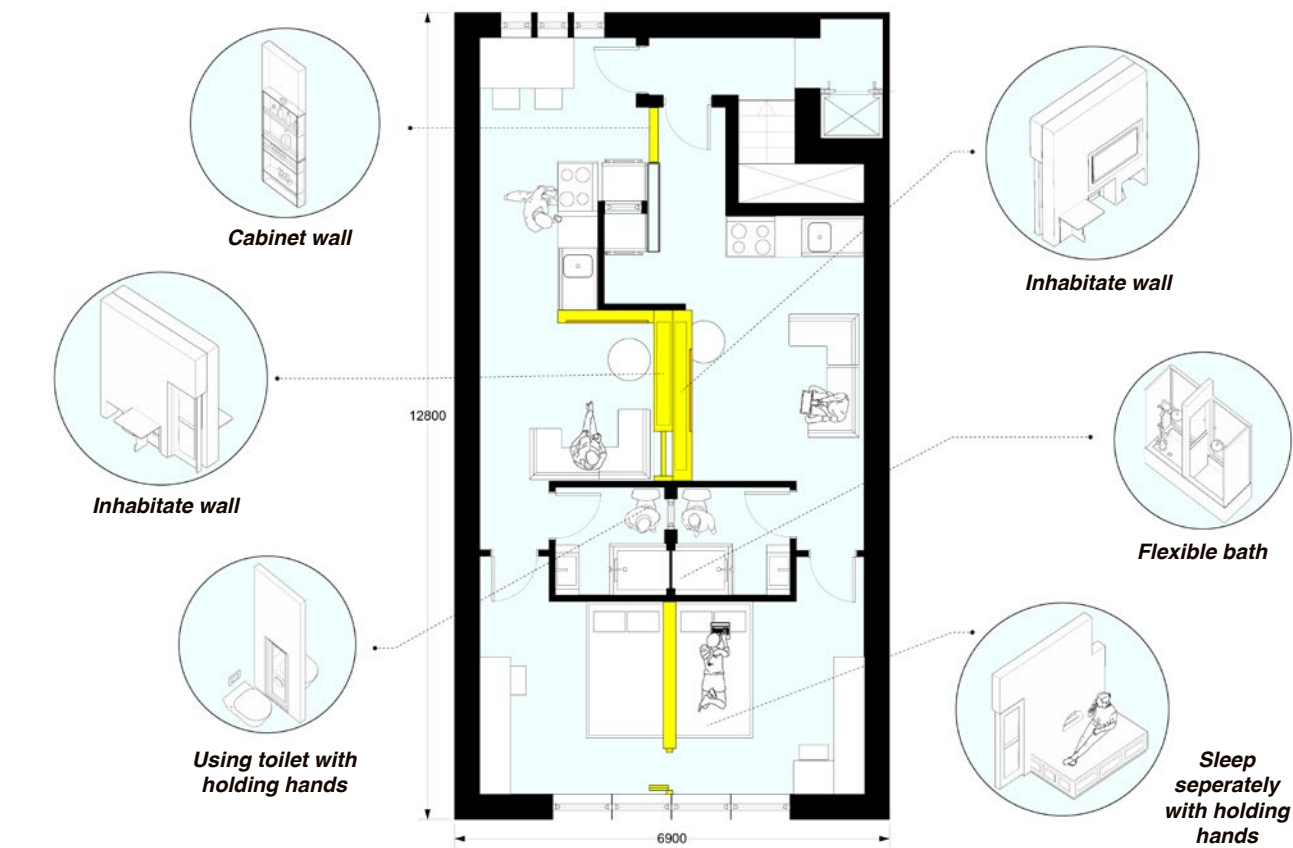 Cabinet wall
Inhabitate wall
Inhabitate wall
12800
Flexible bath
Using toilet with
holding hands
Sleep
seperately
with holding
hands
6900